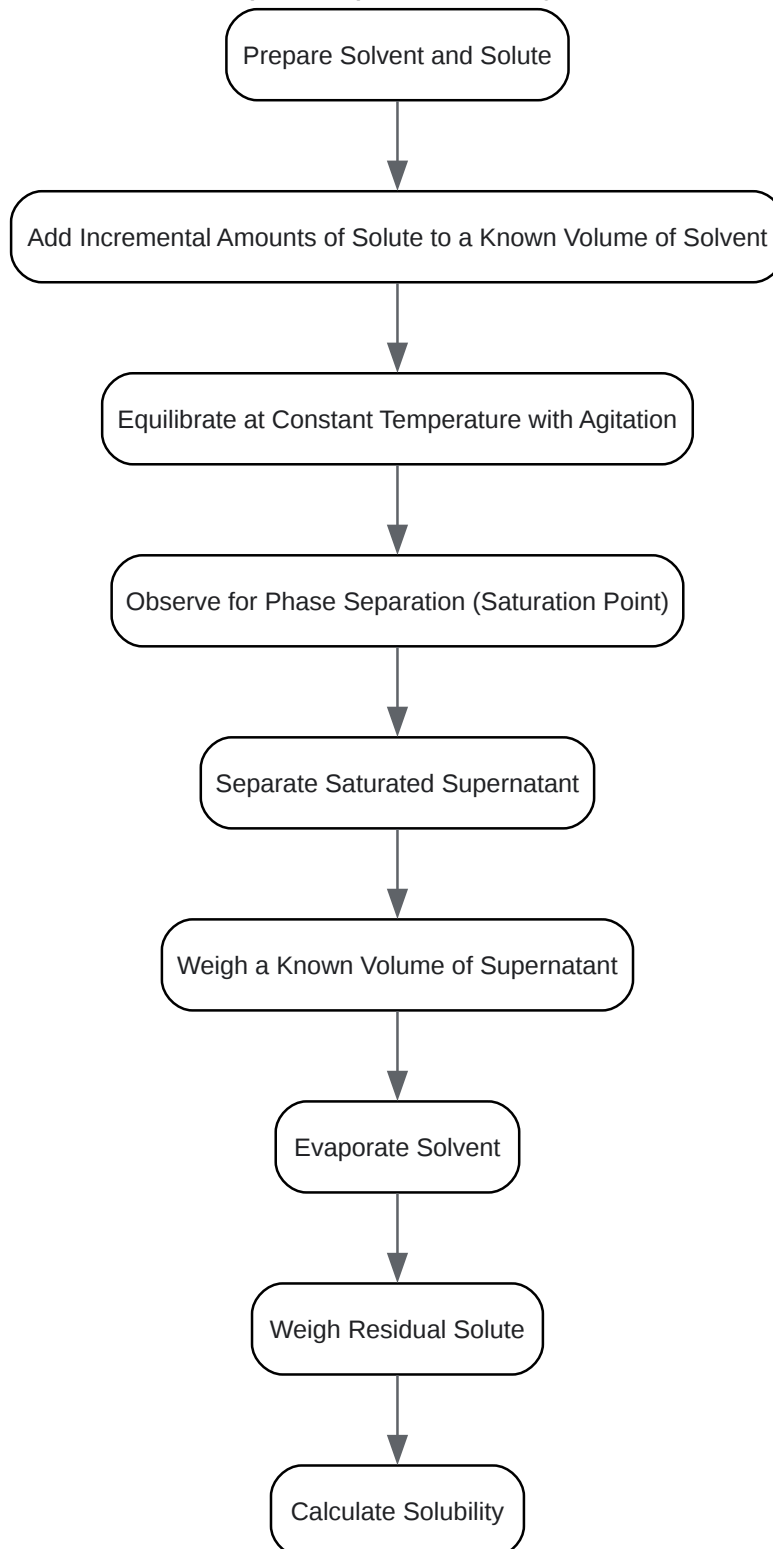 Prepare Solvent and Solute
Add Incremental Amounts of Solute to a Known Volume of Solvent
Equilibrate at Constant Temperature with Agitation
Observe for Phase Separation (Saturation Point)
Separate Saturated Supernatant
Weigh a Known Volume of Supernatant
Evaporate Solvent
Weigh Residual Solute
Calculate Solubility